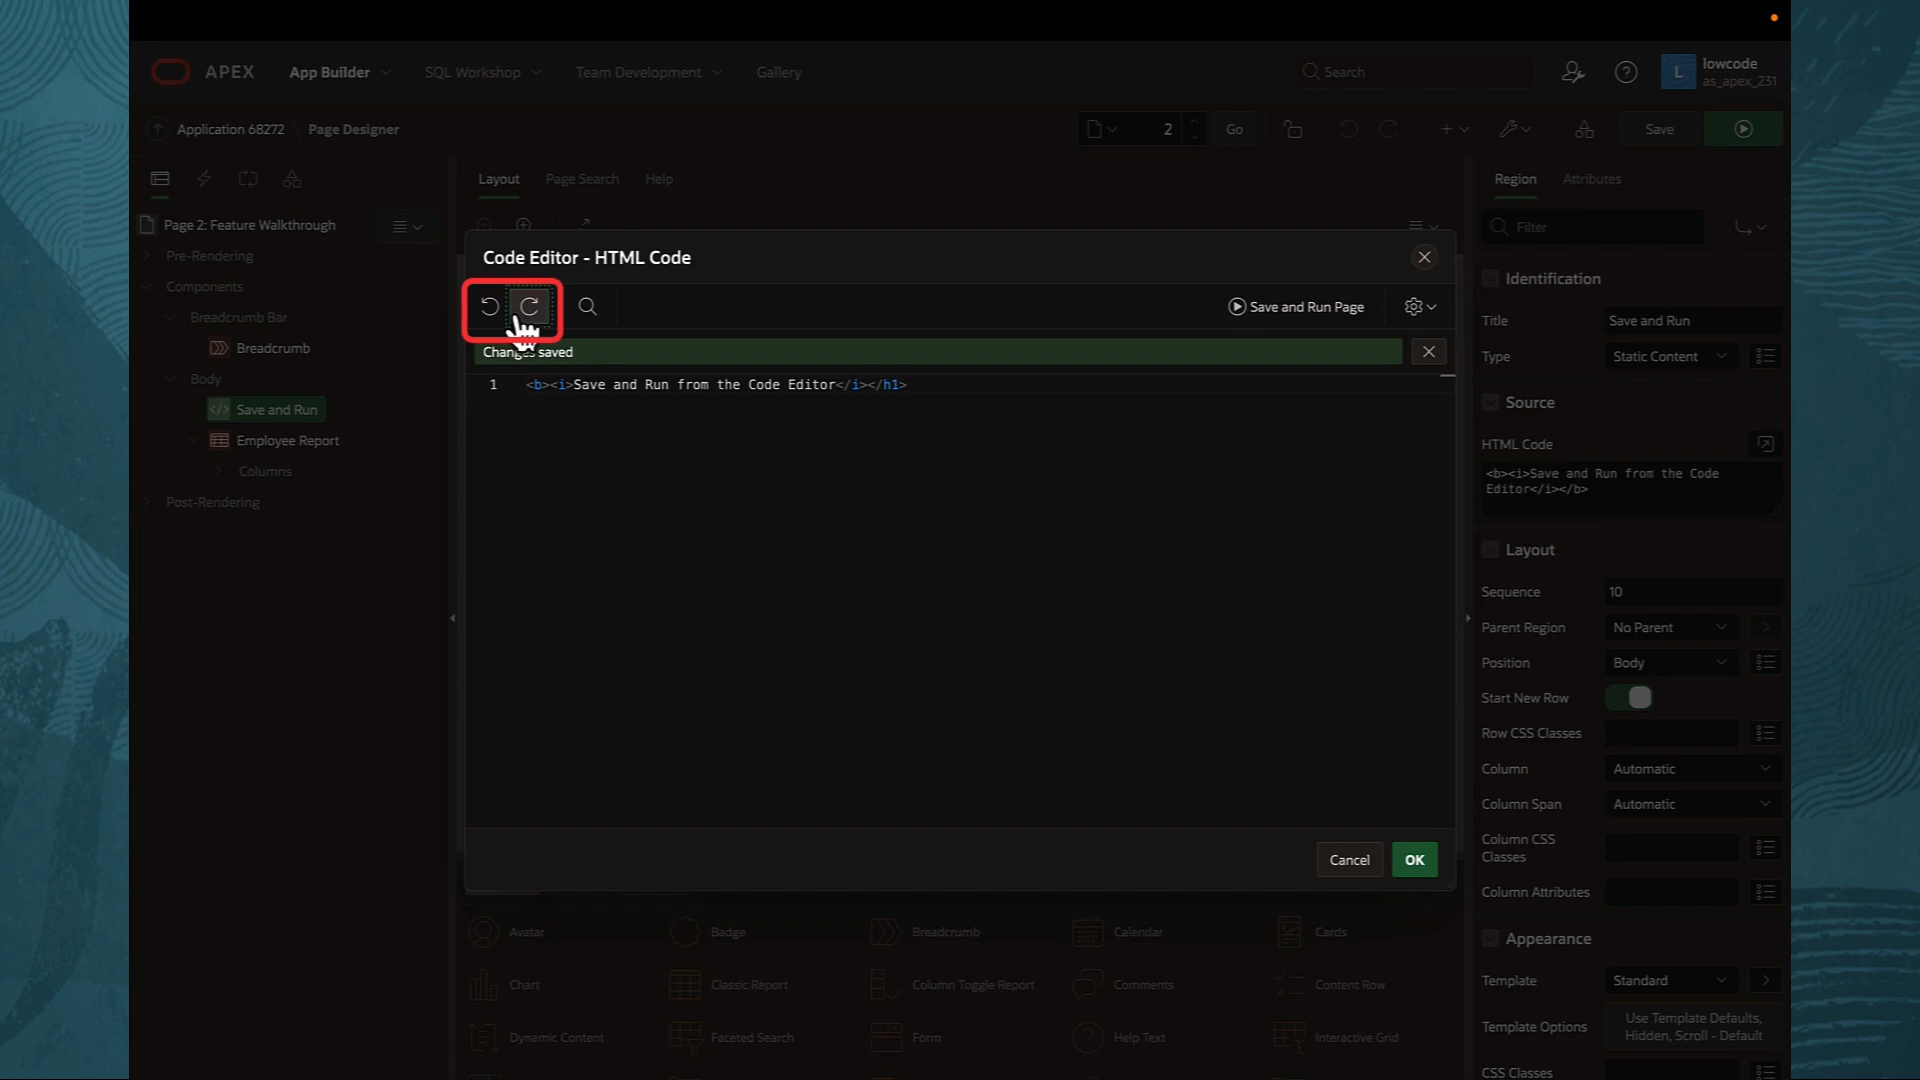 APEX App Builder SQL Workshop Team Development Gallery Search L lowcode
as_apex_231
Application 68272 / Page Designer 2 Go Save
Layout Page Search Help Region Attributes
Page 2: Feature Walkthrough
Filter
Pre-Rendering
Components
Breadcrumb Bar
Breadcrumb
Body
Save and Run
Employee Report
Columns
Post-Rendering
Code Editor - HTML Code
Save and Run Page
Changes saved
1 <b><i>Save and Run from the Code Editor</i></h1>
Cancel OK
Identification
Title Save and Run
Type Static Content
Source
HTML Code
<b><i>Save and Run from the Code
Editor</i></b>
Layout
Sequence 10
Parent Region No Parent
Position Body
Start New Row
Row CSS Classes
Column Automatic
Column Span Automatic
Column CSS
Classes
Column Attributes
Appearance
Template Standard
Template Options Use Template Defaults,
Hidden, Scroll - Default
CSS Classes
Avatar Badge Breadcrumb Calendar Cards
Chart Classic Report Column Toggle Report Comments Content Row
Dynamic Content Faceted Search Form Help Text Interactive Grid